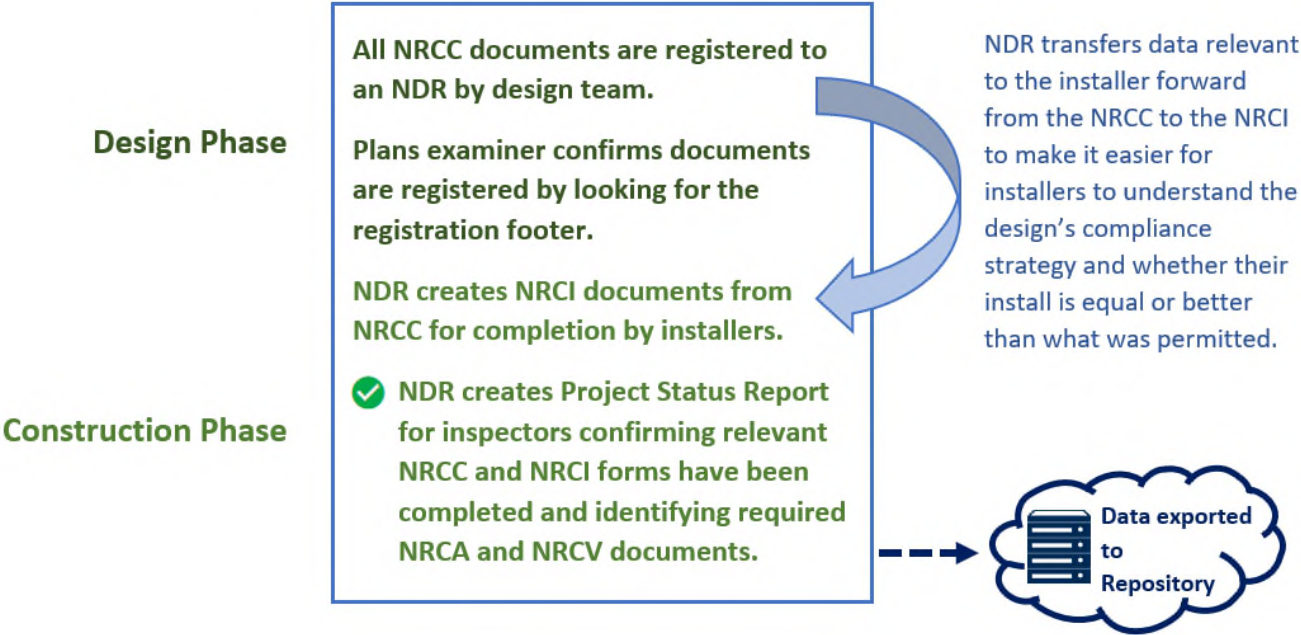 Design Phase
All NRCC documents are registered to
an NDR by design team.
Plans examiner confirms documents
are registered by looking for the
registration footer.
NDR transfers data relevant
to the installer forward
from the NRCC to the NRCI
to make it easier for
installers to understand the
design’s compliance
strategy and whether their
install is equal or better
than what was permitted.
Construction Phase
NDR creates NRCI documents from
NRCC for completion by installers.
NDR creates Project Status Report
for inspectors confirming relevant
NRCC and NRCI forms have been
completed and identifying required
NRCA and NRCV documents.
Data exported
to
Repository